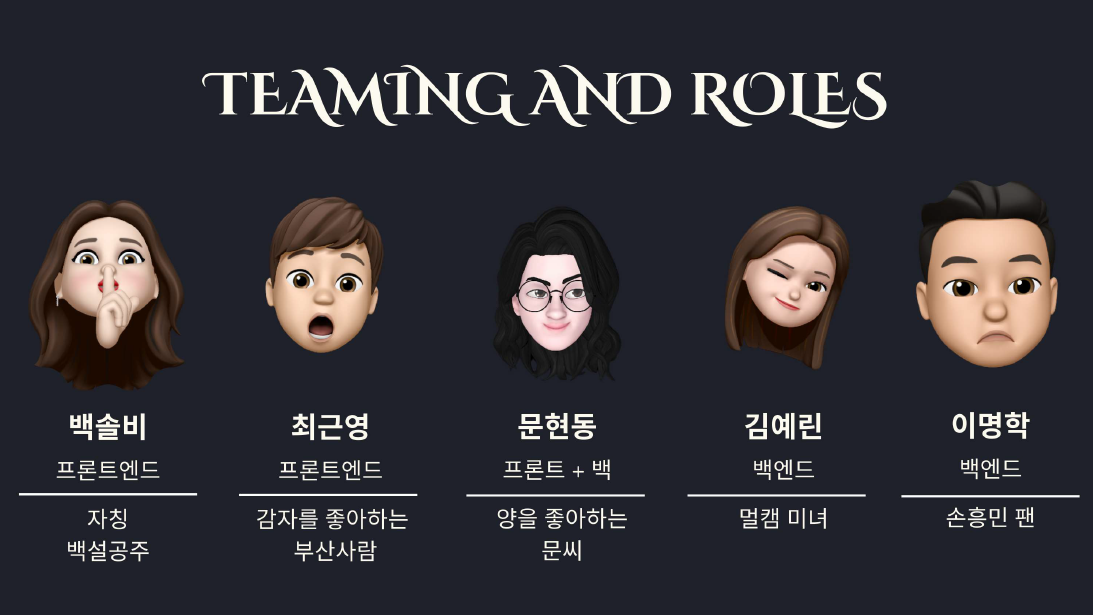 TEAMING AND ROLES
백솔비
프론트엔드
자칭
백설공주
최근영
프론트엔드
감자를 좋아하는
부산사람
문현동
프론트 + 백
양을 좋아하는
문씨
김예린
백엔드
멀캠 미녀
이명학
백엔드
손흥민 팬